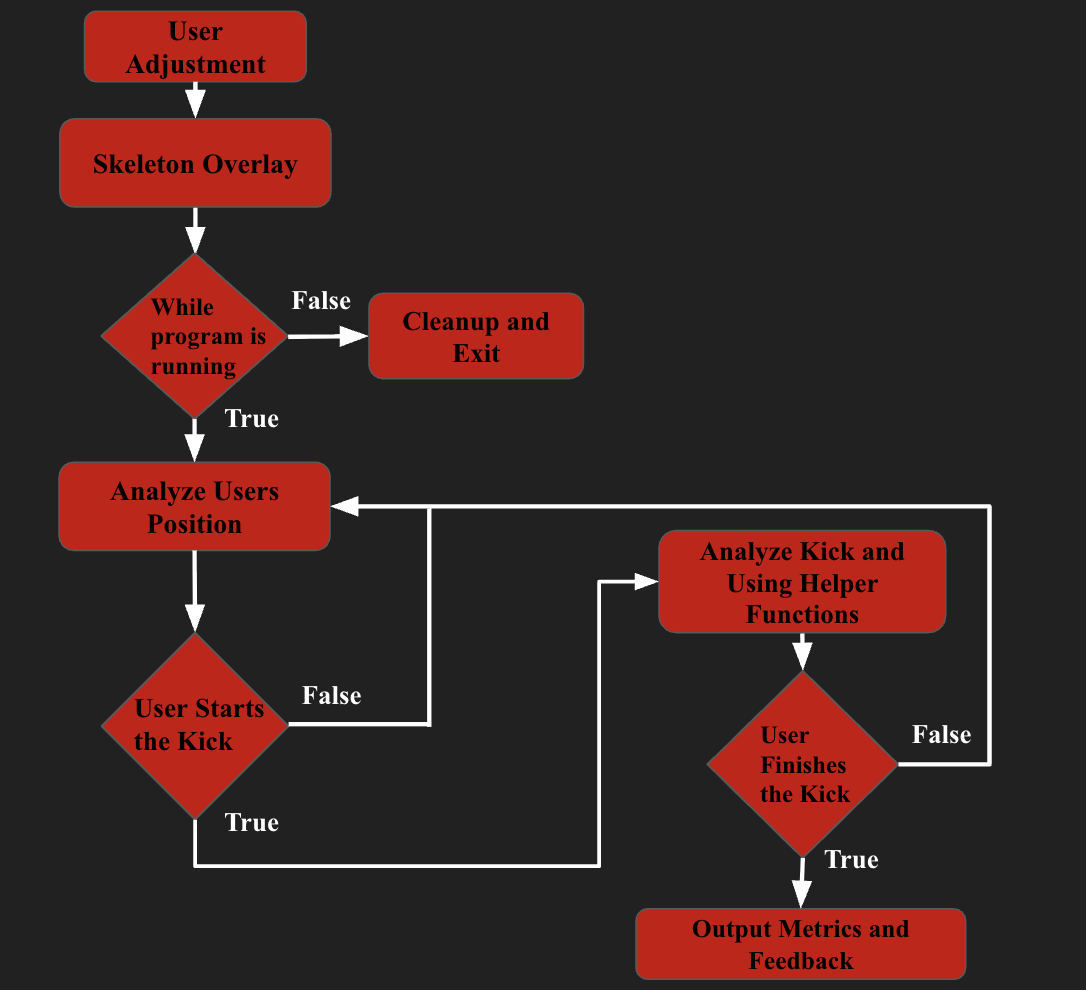 User
Adjustment
Skeleton Overlay
While
program is
running
False
Cleanup and
Exit
True
Analyze Users
Position
User Starts
the Kick
False
True
Analyze Kick and
Using Helper
Functions
User
Finishes
the Kick
False
True
Output Metrics and
Feedback